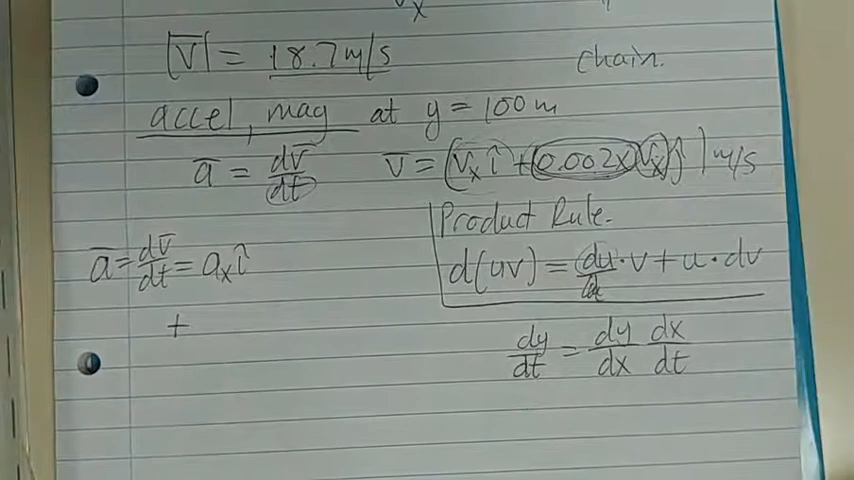 Vx
|V̅| = 18.7 m/s
chain.
accel, mag at y = 100 m
a̅ = dv̅/dt   v̅ = [Vx î + (0.002x)(Vx) ĵ] m/s
Product Rule.
d(uv) = du/dt · v + u · dv
a̅ = dv̅/dt = ax î
+
dy/dt = dy/dx dx/dt